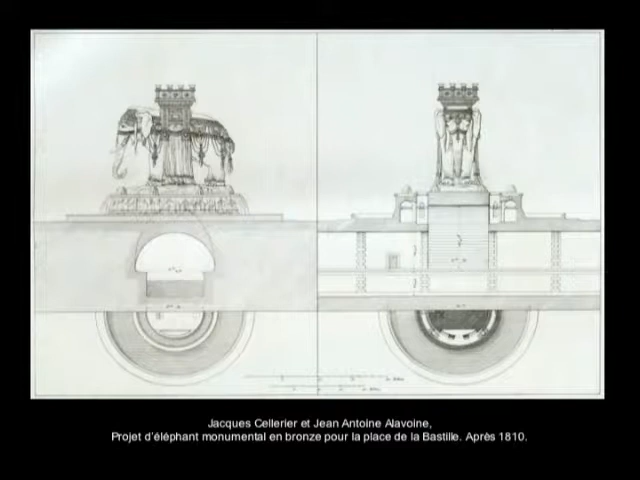 Jacques Cellerier et Jean Antoine Alavoine,
Projet d'éléphant monumental en bronze pour la place de la Bastille. Après 1810.